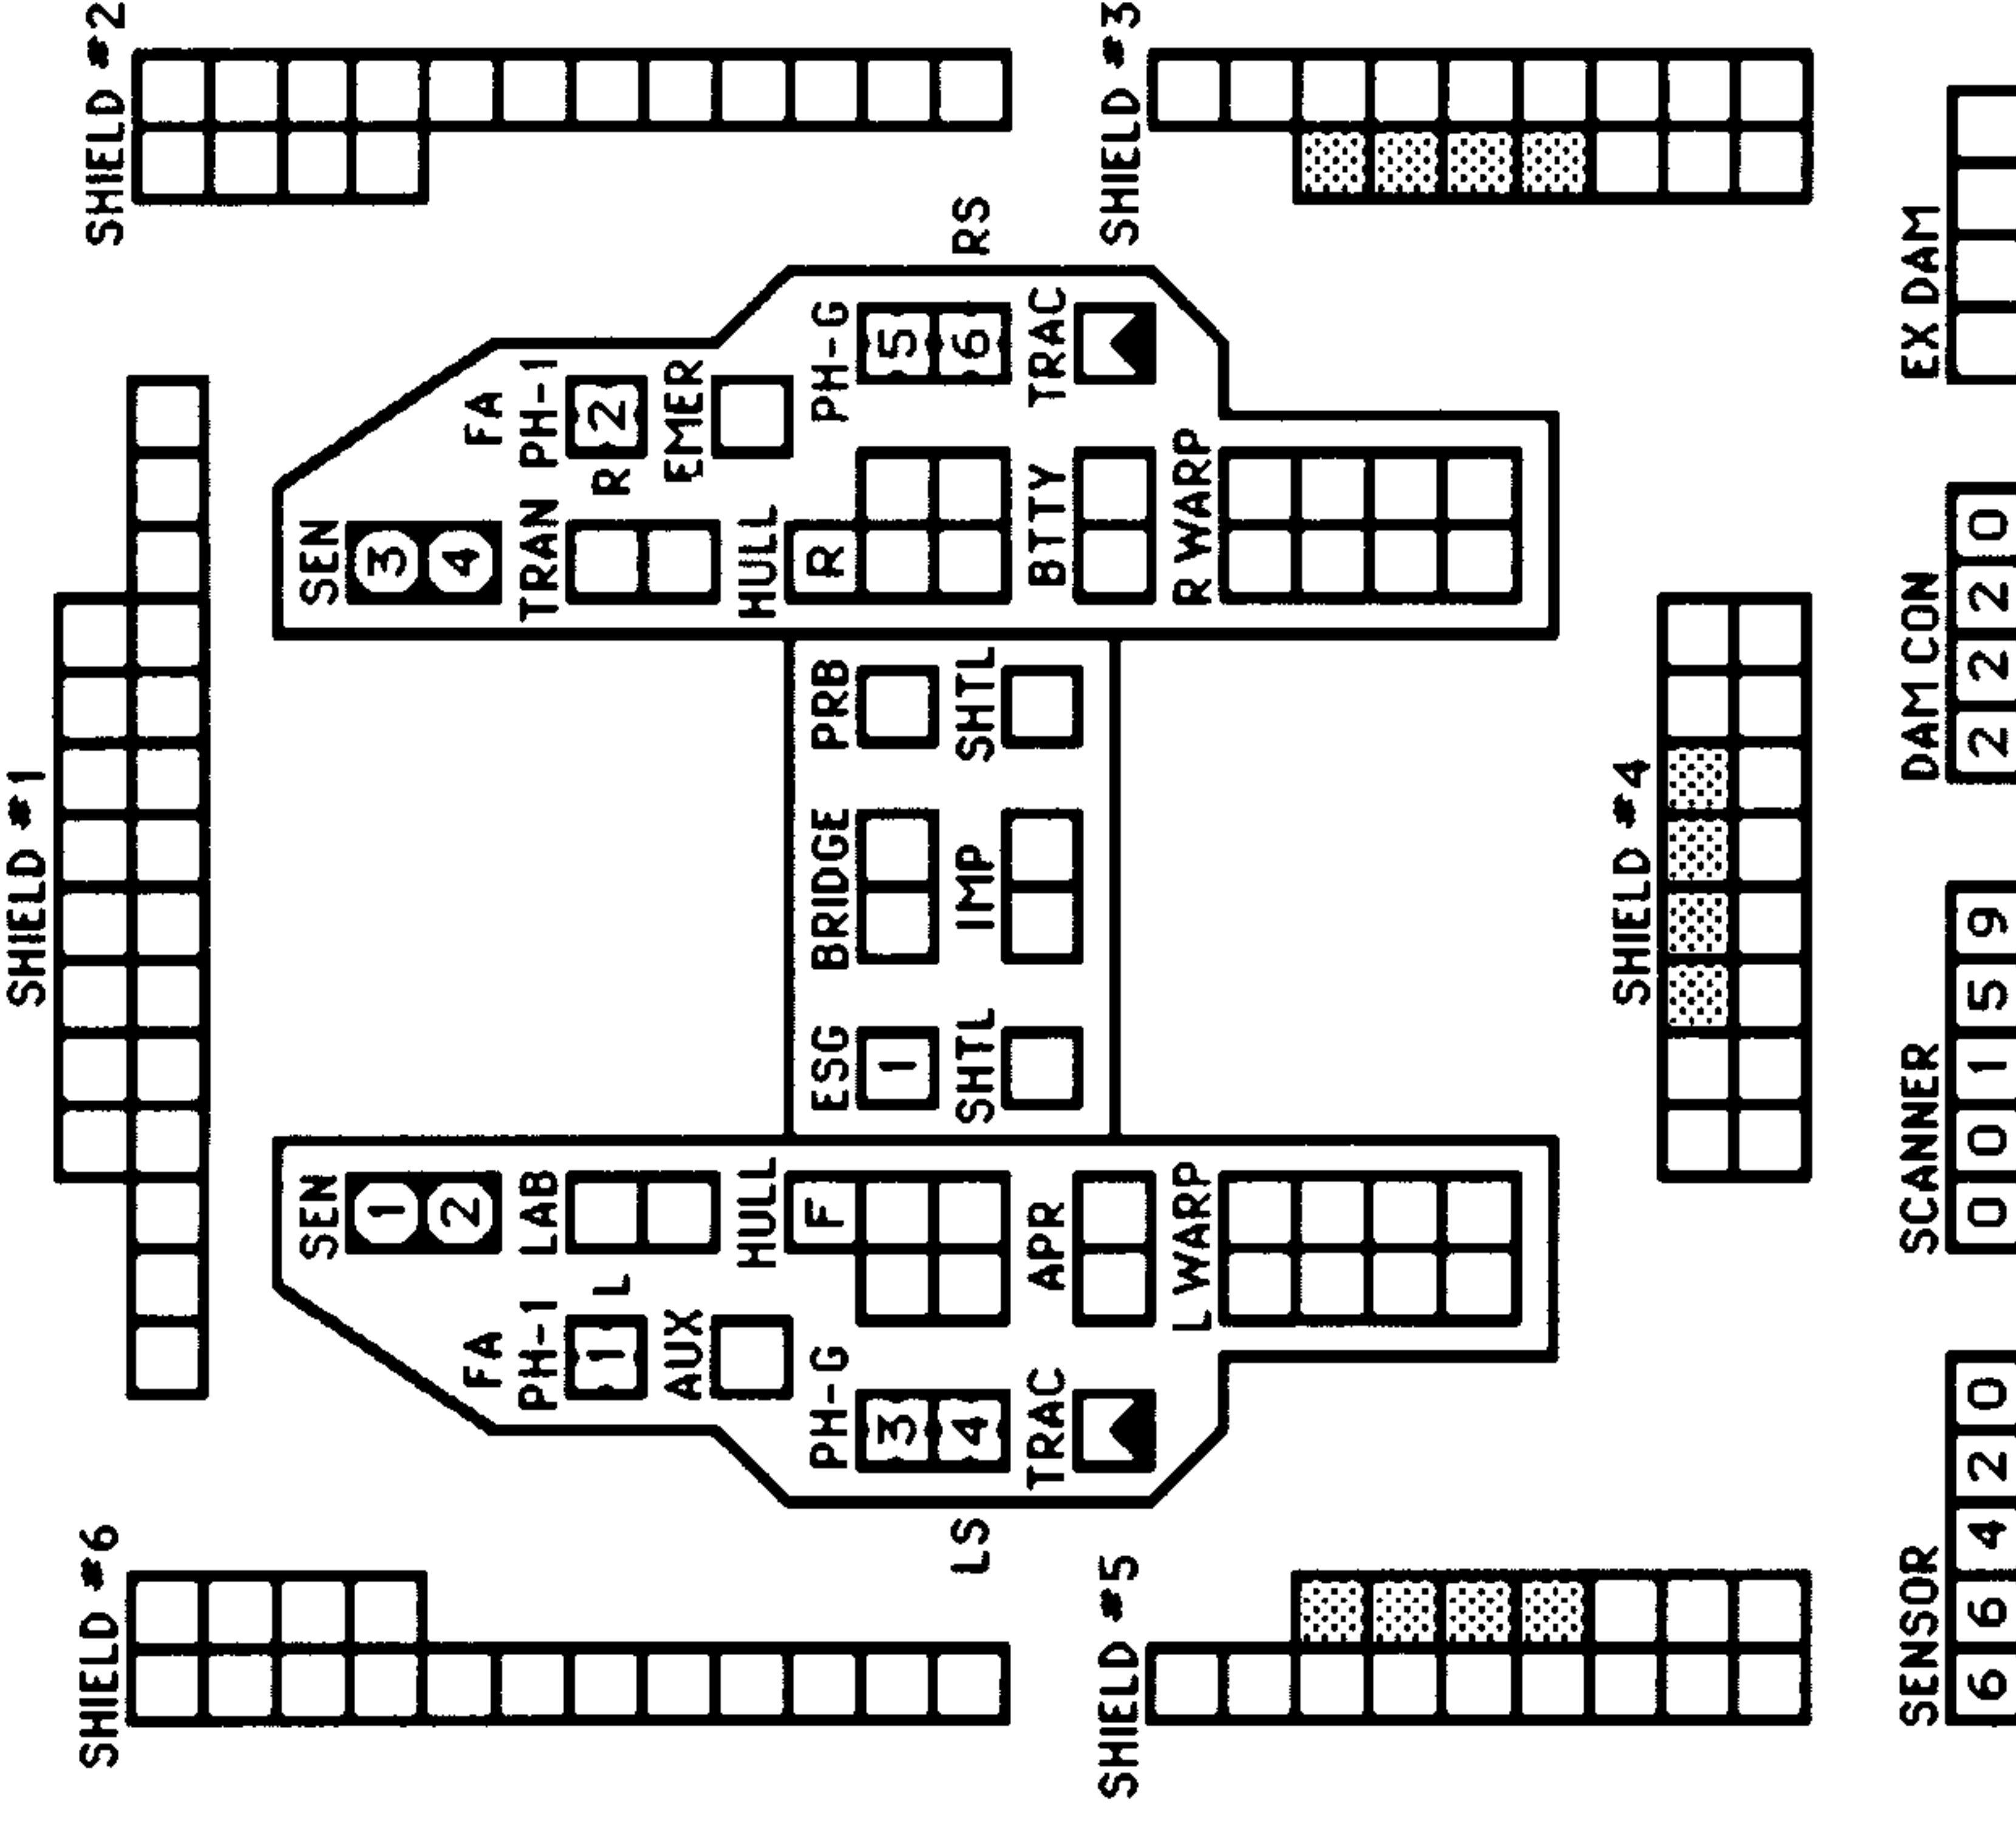 SHIELD #1
SHIELD #6 SHIELD #2
SEN SEN
1 3
2 4
FA FA
PH-1 LAB TRAN PH-1
1 L R 2
AUX EMER
HULL HULL
PH-G F ESG BRIDGE PRB R PH-G
3 1 5
LS 4 SHTL IMP SHTL 6 RS
TRAC APR BTTY TRAC
SHIELD #5 SHIELD #3
L WARP R WARP
SHIELD #4
SENSOR SCANNER DAM CON EX DAM
6 6 4 2 0 0 0 1 5 9 2 2 2 0